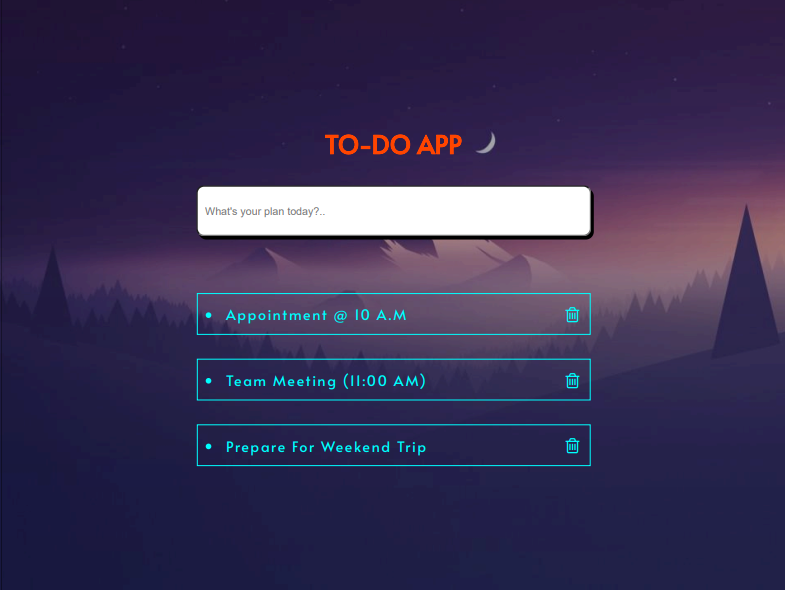 TO-DO APP
What's your plan today?..
Appointment @ 10 A.M
Team Meeting (11:00 AM)
Prepare For Weekend Trip